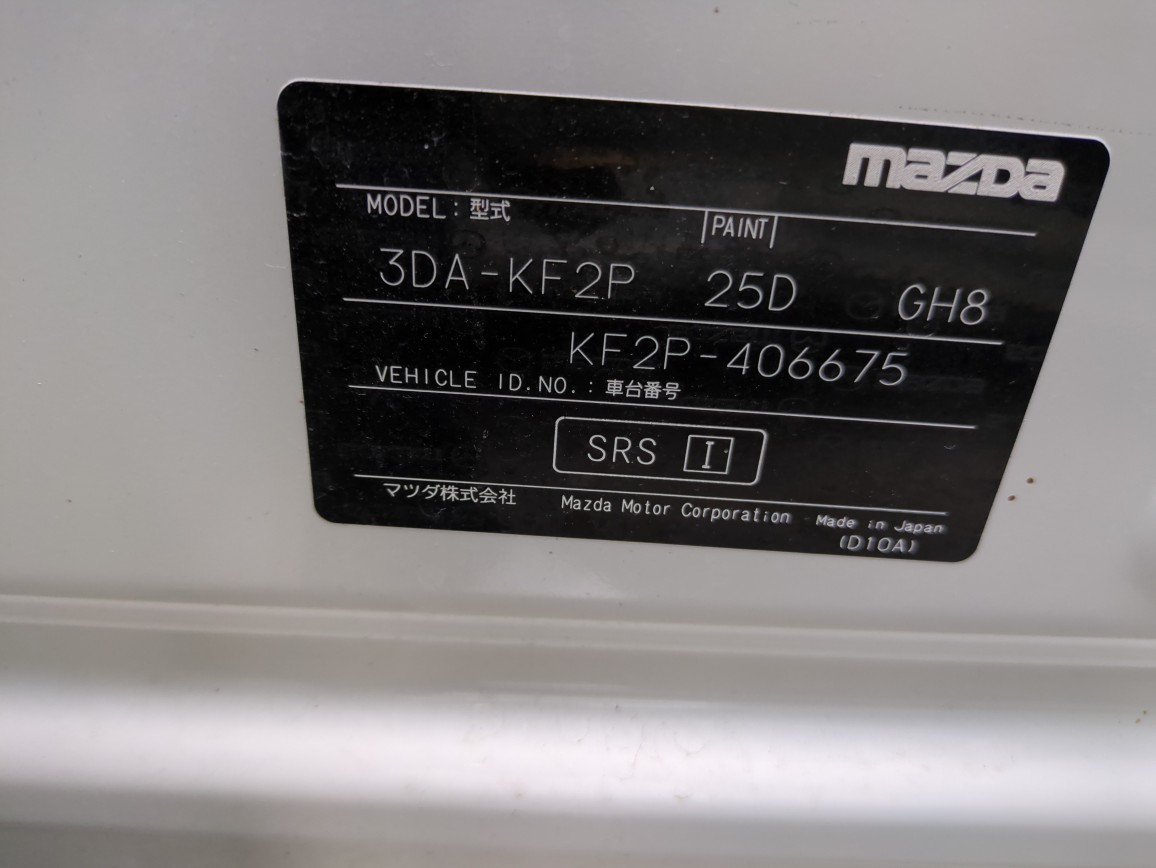 mazda
MODEL : 型式 PAINT
3DA-KF2P 25D GH8
KF2P-406675
VEHICLE ID.NO. : 車台番号
SRS I
マツダ株式会社 Mazda Motor Corporation Made in Japan
(D10A)